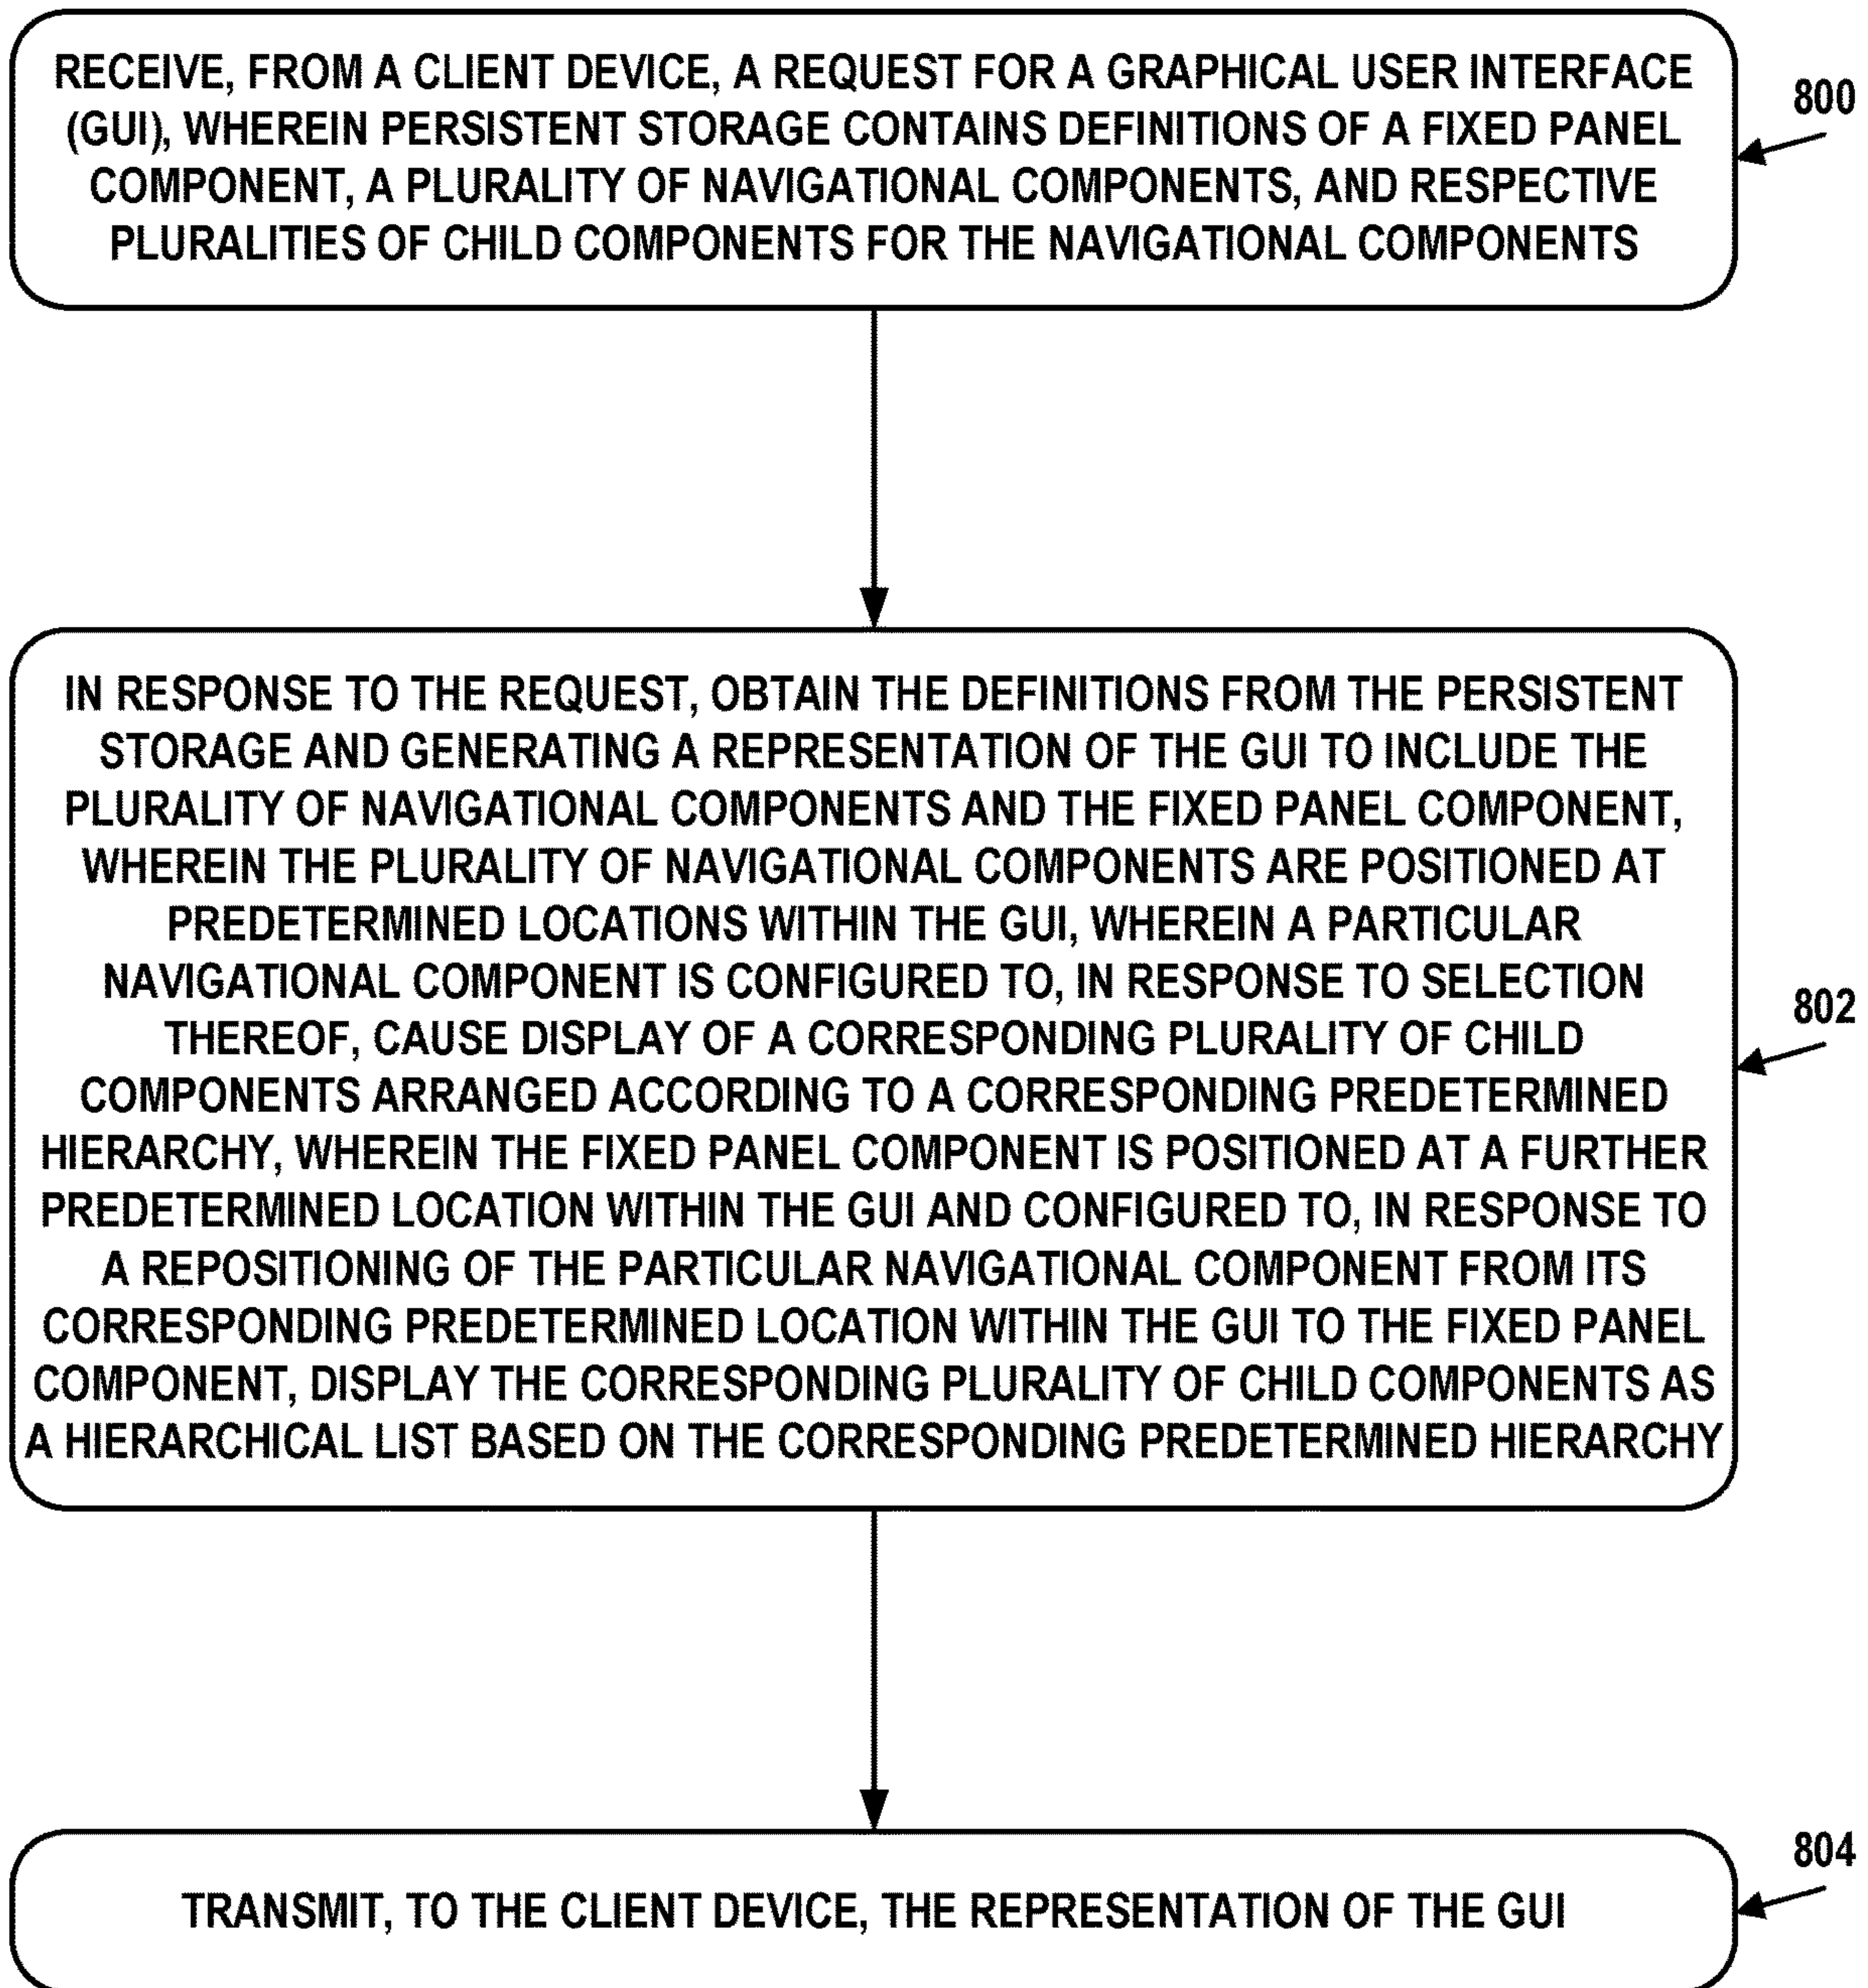 RECEIVE, FROM A CLIENT DEVICE, A REQUEST FOR A GRAPHICAL USER INTERFACE
(GUI), WHEREIN PERSISTENT STORAGE CONTAINS DEFINITIONS OF A FIXED PANEL
COMPONENT, A PLURALITY OF NAVIGATIONAL COMPONENTS, AND RESPECTIVE
PLURALITIES OF CHILD COMPONENTS FOR THE NAVIGATIONAL COMPONENTS
800
IN RESPONSE TO THE REQUEST, OBTAIN THE DEFINITIONS FROM THE PERSISTENT
STORAGE AND GENERATING A REPRESENTATION OF THE GUI TO INCLUDE THE
PLURALITY OF NAVIGATIONAL COMPONENTS AND THE FIXED PANEL COMPONENT,
WHEREIN THE PLURALITY OF NAVIGATIONAL COMPONENTS ARE POSITIONED AT
PREDETERMINED LOCATIONS WITHIN THE GUI, WHEREIN A PARTICULAR
NAVIGATIONAL COMPONENT IS CONFIGURED TO, IN RESPONSE TO SELECTION
THEREOF, CAUSE DISPLAY OF A CORRESPONDING PLURALITY OF CHILD
COMPONENTS ARRANGED ACCORDING TO A CORRESPONDING PREDETERMINED
HIERARCHY, WHEREIN THE FIXED PANEL COMPONENT IS POSITIONED AT A FURTHER
PREDETERMINED LOCATION WITHIN THE GUI AND CONFIGURED TO, IN RESPONSE TO
A REPOSITIONING OF THE PARTICULAR NAVIGATIONAL COMPONENT FROM ITS
CORRESPONDING PREDETERMINED LOCATION WITHIN THE GUI TO THE FIXED PANEL
COMPONENT, DISPLAY THE CORRESPONDING PLURALITY OF CHILD COMPONENTS AS
A HIERARCHICAL LIST BASED ON THE CORRESPONDING PREDETERMINED HIERARCHY
802
TRANSMIT, TO THE CLIENT DEVICE, THE REPRESENTATION OF THE GUI
804